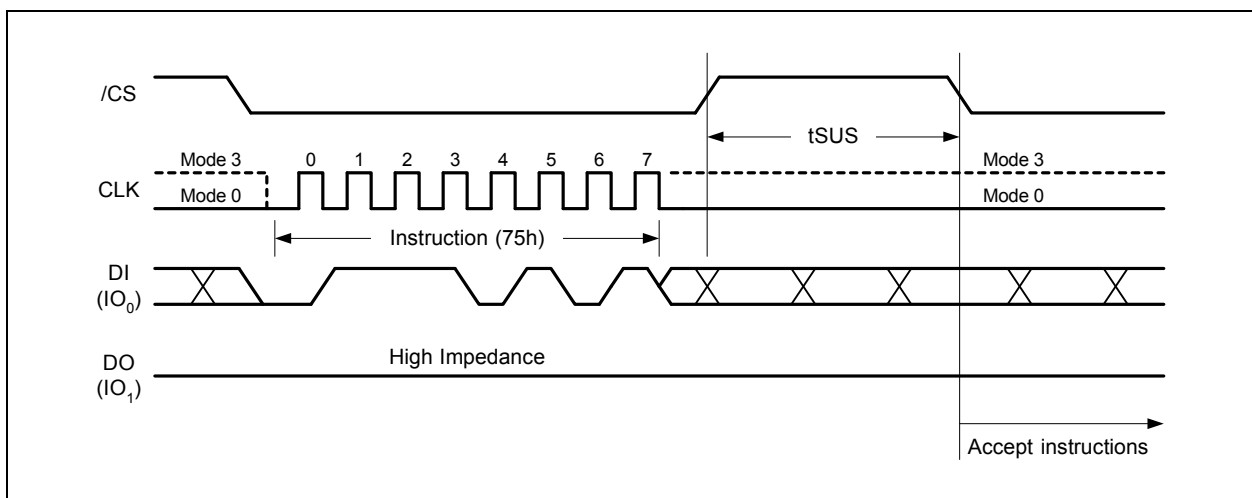 /CS
tSUS
Mode 3 0 1 2 3 4 5 6 7 Mode 3
CLK
Mode 0 Mode 0
Instruction (75h)
DI
(IO0)
High Impedance
DO
(IO1)
Accept instructions